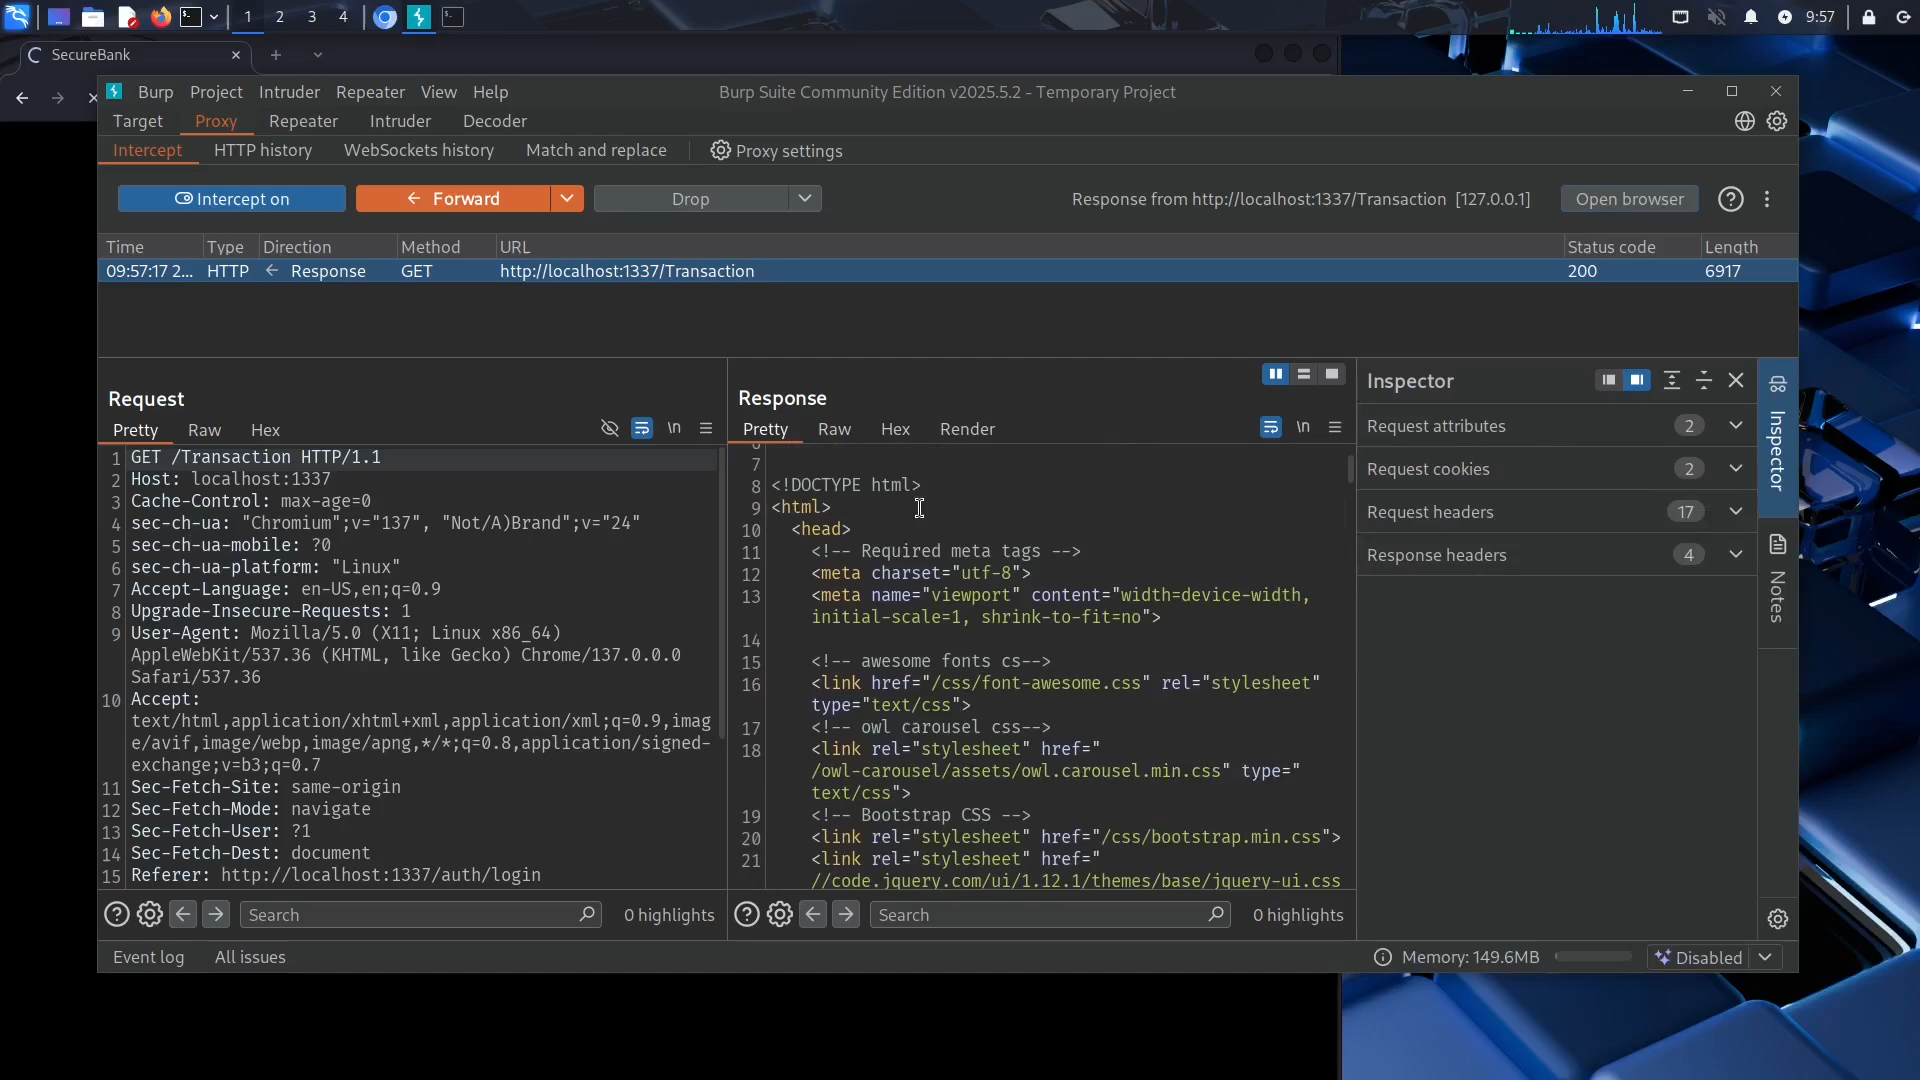 1 2 3 4 9:57
SecureBank
Burp Project Intruder Repeater View Help Burp Suite Community Edition v2025.5.2 - Temporary Project
Target Proxy Repeater Intruder Decoder
Intercept HTTP history WebSockets history Match and replace Proxy settings
Intercept on Forward Drop Response from http://localhost:1337/Transaction [127.0.0.1] Open browser
Time Type Direction Method URL Status code Length
09:57:17 2... HTTP Response GET http://localhost:1337/Transaction 200 6917
Request
Pretty Raw Hex \n
1 GET /Transaction HTTP/1.1
2 Host: localhost:1337
3 Cache-Control: max-age=0
4 sec-ch-ua: "Chromium";v="137", "Not/A)Brand";v="24"
5 sec-ch-ua-mobile: ?0
6 sec-ch-ua-platform: "Linux"
7 Accept-Language: en-US,en;q=0.9
8 Upgrade-Insecure-Requests: 1
9 User-Agent: Mozilla/5.0 (X11; Linux x86_64)
AppleWebKit/537.36 (KHTML, like Gecko) Chrome/137.0.0.0
Safari/537.36
10 Accept:
text/html,application/xhtml+xml,application/xml;q=0.9,imag
e/avif,image/webp,image/apng,*/*;q=0.8,application/signed-
exchange;v=b3;q=0.7
11 Sec-Fetch-Site: same-origin
12 Sec-Fetch-Mode: navigate
13 Sec-Fetch-User: ?1
14 Sec-Fetch-Dest: document
15 Referer: http://localhost:1337/auth/login
Search 0 highlights
Response
Pretty Raw Hex Render \n
7
8 <!DOCTYPE html>
9 <html>
10 <head>
11 <!-- Required meta tags -->
12 <meta charset="utf-8">
13 <meta name="viewport" content="width=device-width,
initial-scale=1, shrink-to-fit=no">
14
15 <!-- awesome fonts cs-->
16 <link href="/css/font-awesome.css" rel="stylesheet"
type="text/css">
17 <!-- owl carousel css-->
18 <link rel="stylesheet" href="
/owl-carousel/assets/owl.carousel.min.css" type="
text/css">
19 <!-- Bootstrap CSS -->
20 <link rel="stylesheet" href="/css/bootstrap.min.css">
21 <link rel="stylesheet" href="
//code.jquery.com/ui/1.12.1/themes/base/jquery-ui.css
Search 0 highlights
Inspector
Request attributes 2
Request cookies 2
Request headers 17
Response headers 4
Inspector
Notes
Event log All issues Memory: 149.6MB Disabled